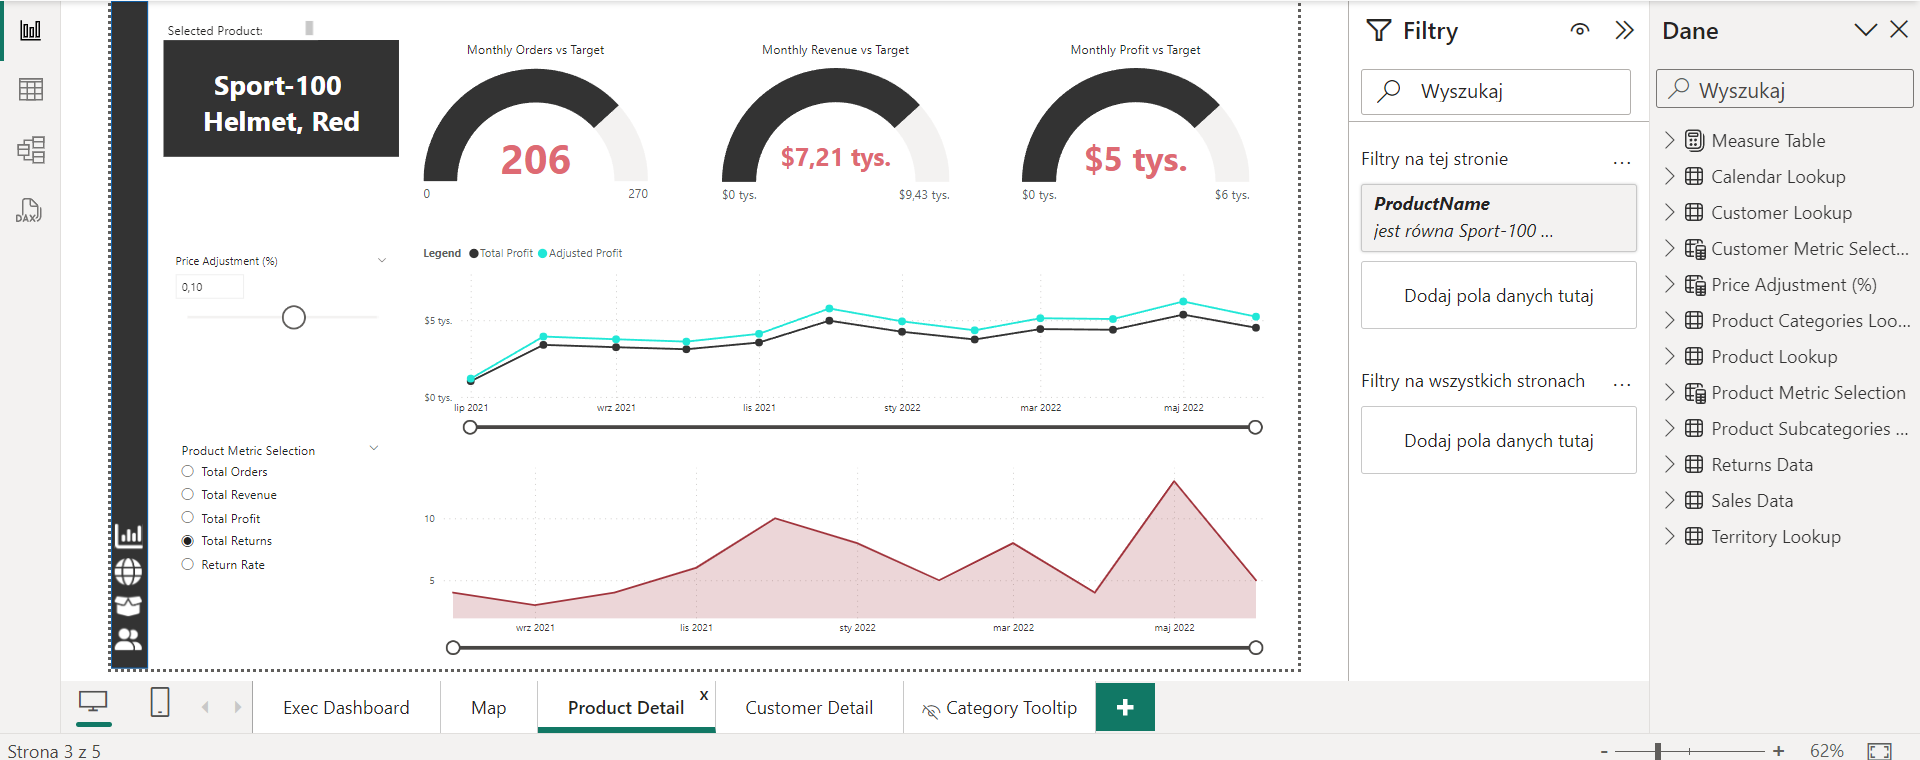 Selected Product:
Sport-100
Helmet, Red
Monthly Orders vs Target
206
0
270
Monthly Revenue vs Target
$7,21 tys.
$0 tys.
$9,43 tys.
Monthly Profit vs Target
$5 tys.
$0 tys.
$6 tys.
Price Adjustment (%)
0,10
Legend Total Profit Adjusted Profit
$5 tys.
$0 tys.
lip 2021 wrz 2021 lis 2021 sty 2022 mar 2022 maj 2022
Product Metric Selection
Total Orders
Total Revenue
Total Profit
Total Returns
Return Rate
10
5
wrz 2021 lis 2021 sty 2022 mar 2022 maj 2022
Filtry
Wyszukaj
Filtry na tej stronie ...
ProductName
jest równa Sport-100 ...
Dodaj pola danych tutaj
Filtry na wszystkich stronach ...
Dodaj pola danych tutaj
Dane
Wyszukaj
Measure Table
Calendar Lookup
Customer Lookup
Customer Metric Select...
Price Adjustment (%)
Product Categories Loo...
Product Lookup
Product Metric Selection
Product Subcategories ...
Returns Data
Sales Data
Territory Lookup
DAX
Exec Dashboard
Map
Product Detail x
Customer Detail
Category Tooltip
+
Strona 3 z 5
- + 62%